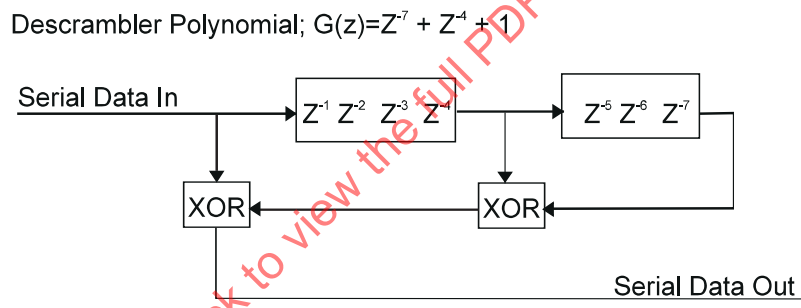 Descrambler Polynomial; G(z)=Z⁻⁷ + Z⁻⁴ + 1
Serial Data In
Z⁻¹ Z⁻² Z⁻³ Z⁻⁴
Z⁻⁵ Z⁻⁶ Z⁻⁷
XOR
XOR
Serial Data Out
to view the full PDF